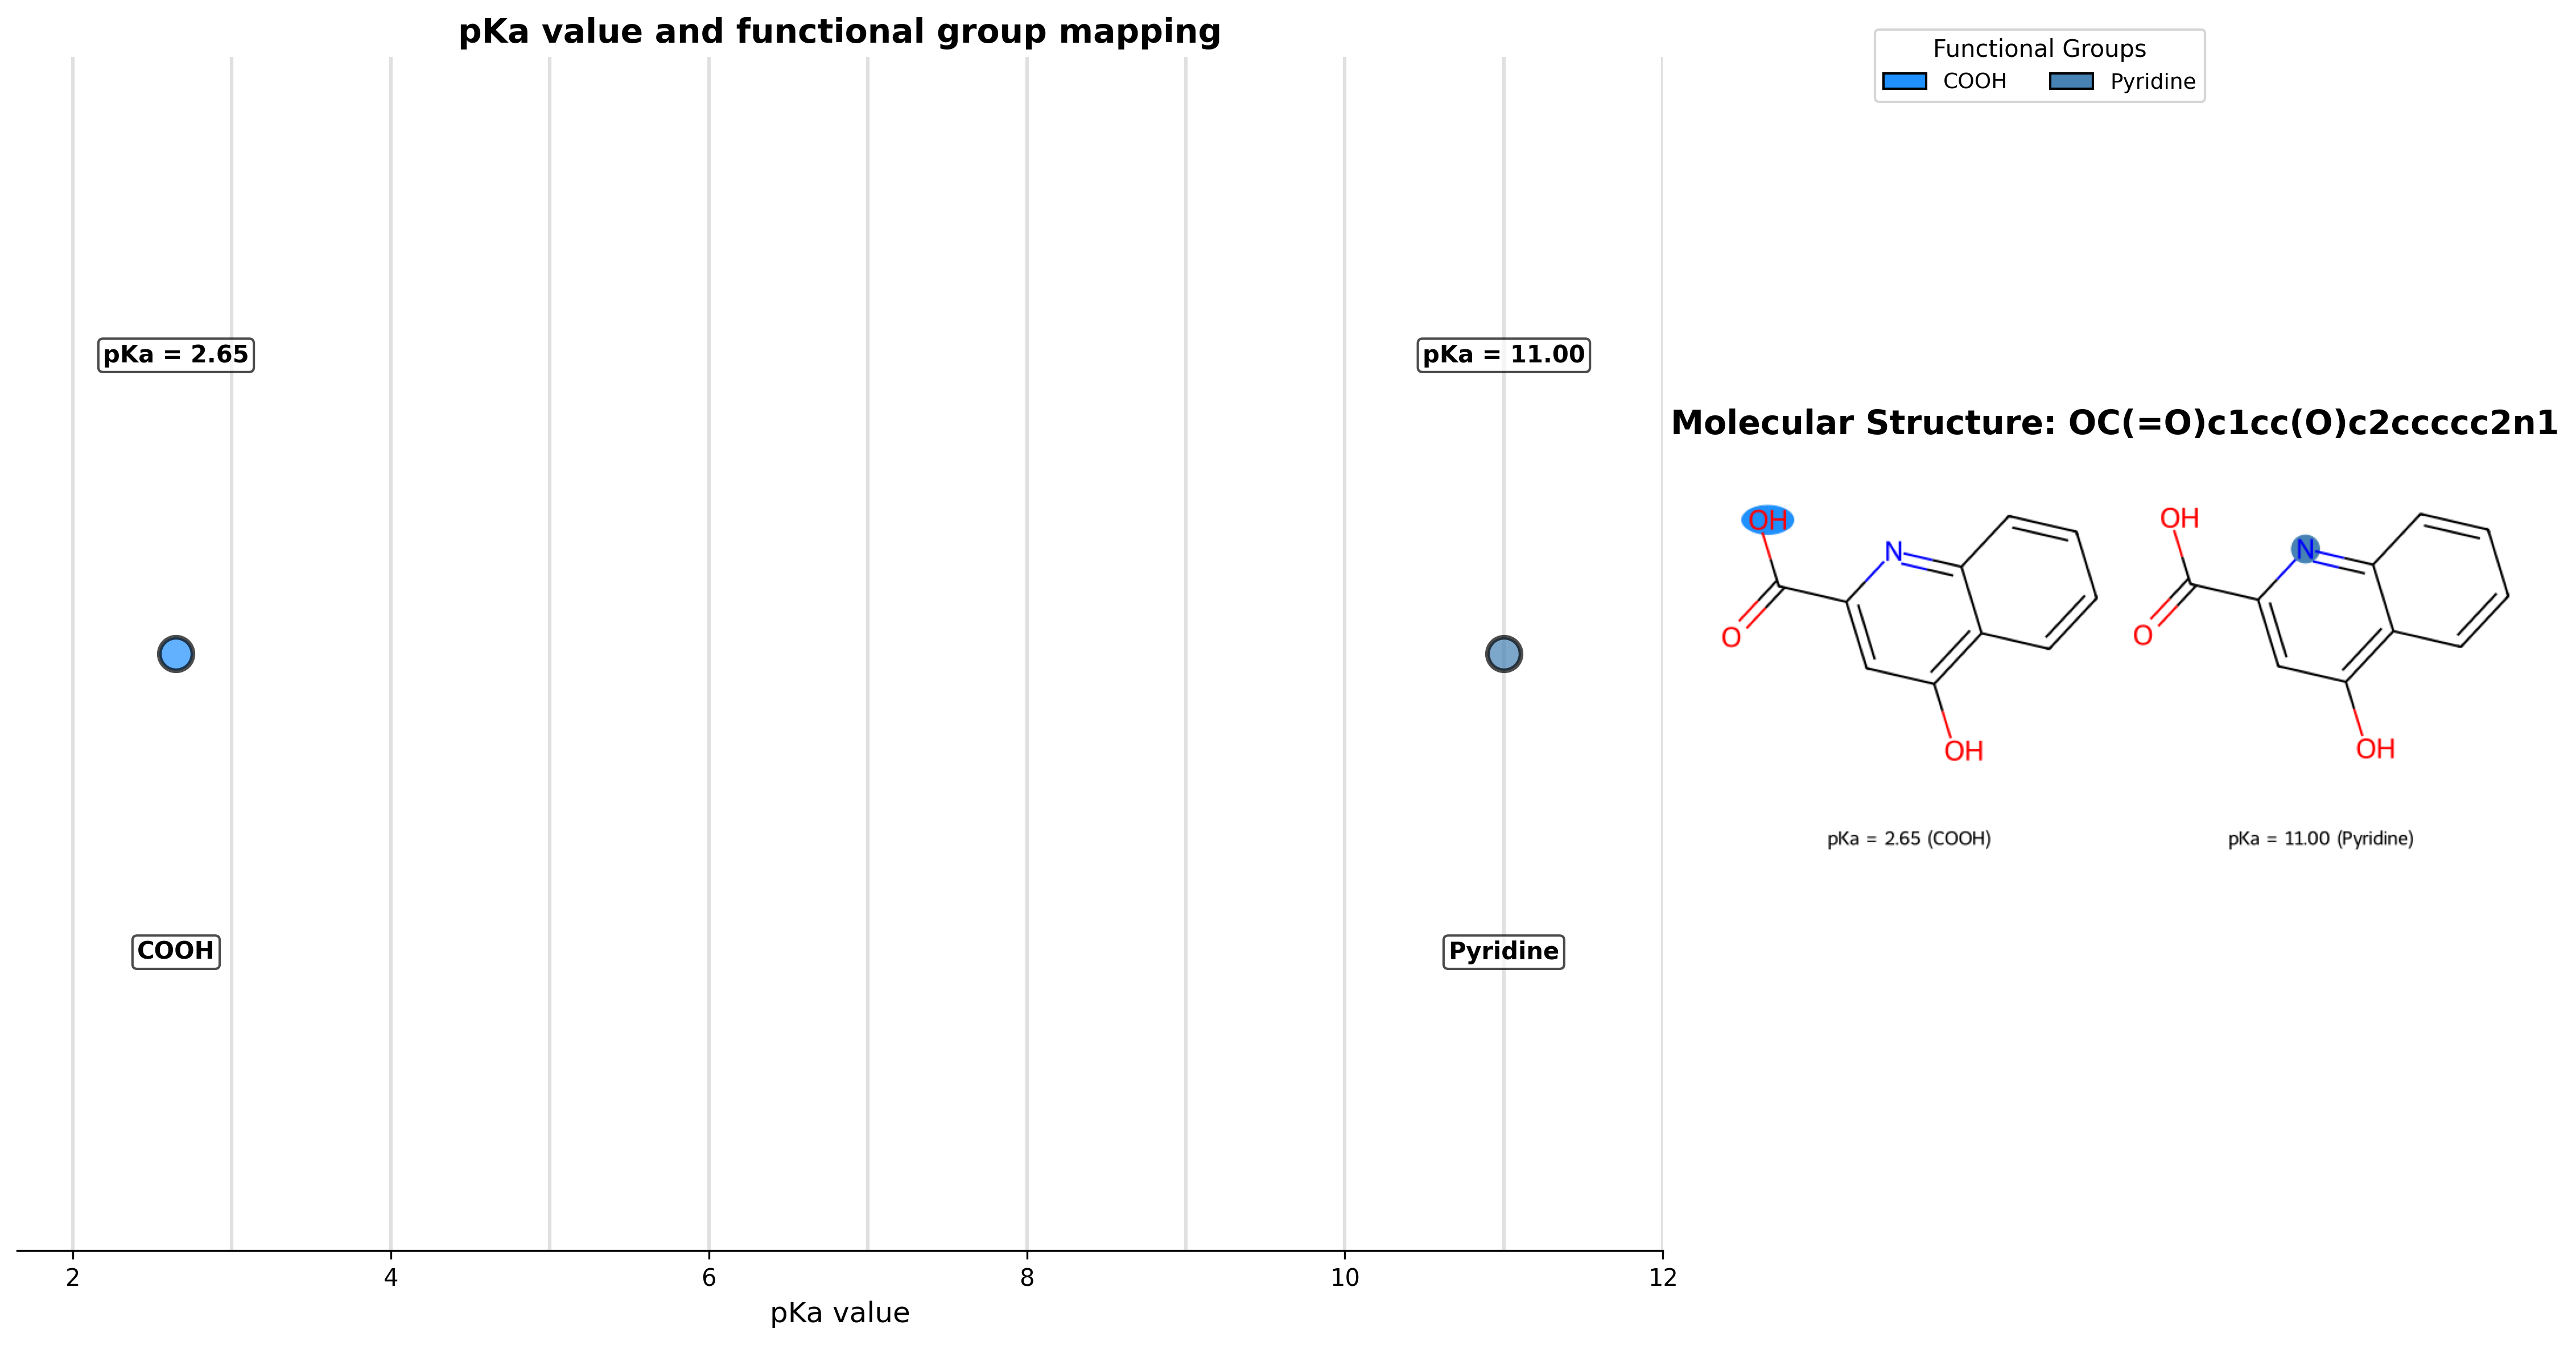 pKa value and functional group mapping
Functional Groups
COOH Pyridine
pKa = 2.65
pKa = 11.00
Molecular Structure: OC(=O)c1cc(O)c2ccccc2n1
OH
N
O
OH
OH
N
O
OH
pKa = 2.65 (COOH)
pKa = 11.00 (Pyridine)
COOH
Pyridine
2 4 6 8 10 12
pKa value